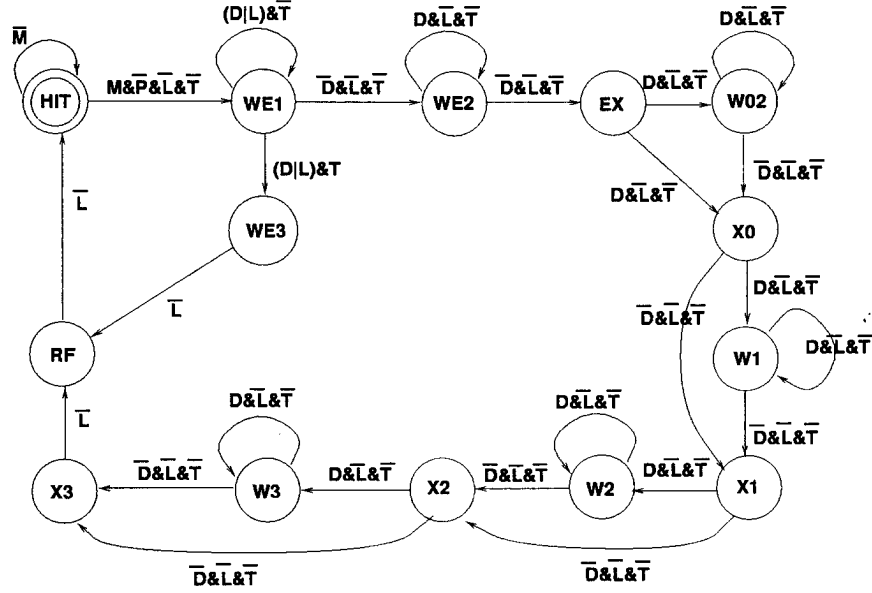 M̅
(D|L)&T̅
D&L̅&T̅
D&L̅&T̅
HIT
M&P̅&L̅&T̅
WE1
D̅&L̅&T̅
WE2
D̅&L̅&T̅
EX
D&L̅&T̅
W02
L̅
(D|L)&T
D&L̅&T̅
D̅&L̅&T̅
WE3
X0
L̅
D̅&L̅&T̅
D&L̅&T̅
RF
W1
D&L̅&T̅
L̅
D&L̅&T̅
D&L̅&T̅
D̅&L̅&T̅
X3
D̅&L̅&T̅
W3
D&L̅&T̅
X2
D̅&L̅&T̅
W2
D&L̅&T̅
X1
D̅&L̅&T̅
D̅&L̅&T̅